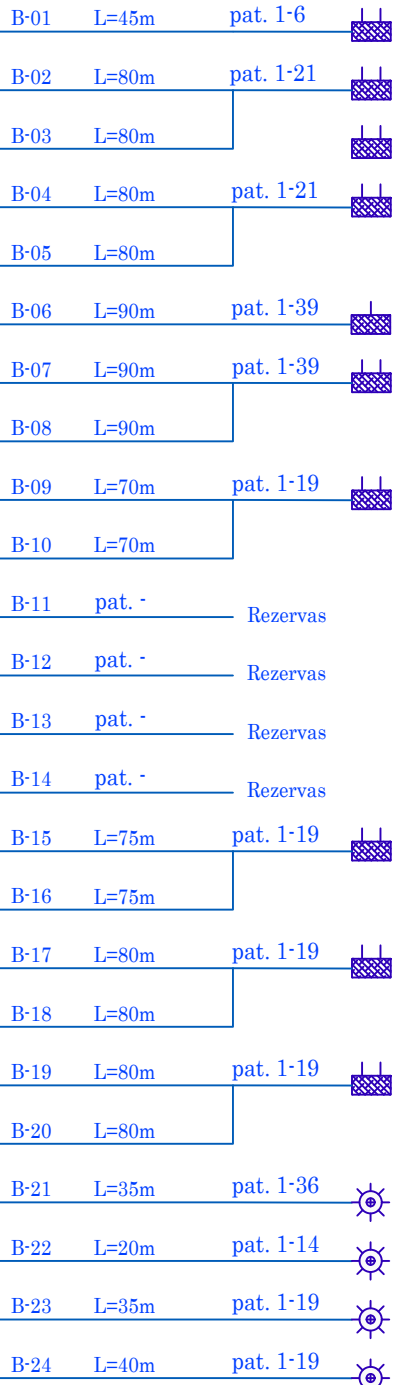 B-01 L=45m pat. 1-6
B-02 L=80m pat. 1-21
B-03 L=80m
B-04 L=80m pat. 1-21
B-05 L=80m
B-06 L=90m pat. 1-39
B-07 L=90m pat. 1-39
B-08 L=90m
B-09 L=70m pat. 1-19
B-10 L=70m
B-11 pat. - Rezervas
B-12 pat. - Rezervas
B-13 pat. - Rezervas
B-14 pat. - Rezervas
B-15 L=75m pat. 1-19
B-16 L=75m
B-17 L=80m pat. 1-19
B-18 L=80m
B-19 L=80m pat. 1-19
B-20 L=80m
B-21 L=35m pat. 1-36
B-22 L=20m pat. 1-14
B-23 L=35m pat. 1-19
B-24 L=40m pat. 1-19